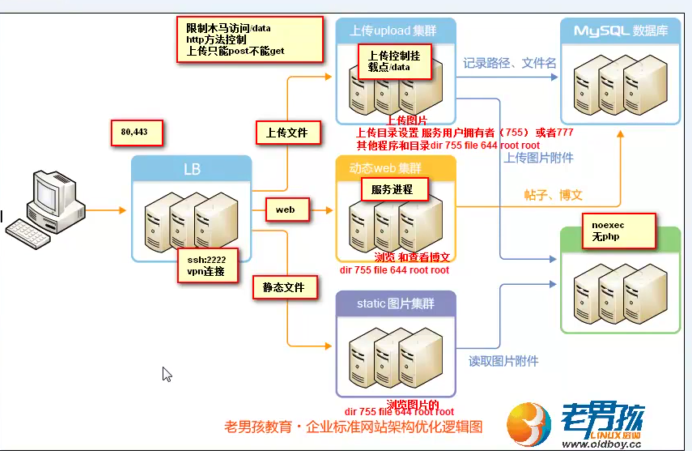 限制木马访问/data
http方法控制
上传只能post不能get
上传upload 集群
MySQL 数据库
上传控制挂
载点/data
记录路径、文件名
80,443
上传文件
上传图片
上传目录设置 服务用户拥有者（755）或者777
其他程序和目录dir 755 file 644 root root
上传图片附件
LB
动态web 集群
服务进程
web
帖子、博文
noexec
无php
ssh:2222
vpn连接
浏览 和查看博文
dir 755 file 644 root root
静态文件
static 图片集群
读取图片附件
浏览图片的
dir 755 file 644 root root
老男孩教育·企业标准网站架构优化逻辑图
老男孩
LINUX培训
www.oldboy.cc